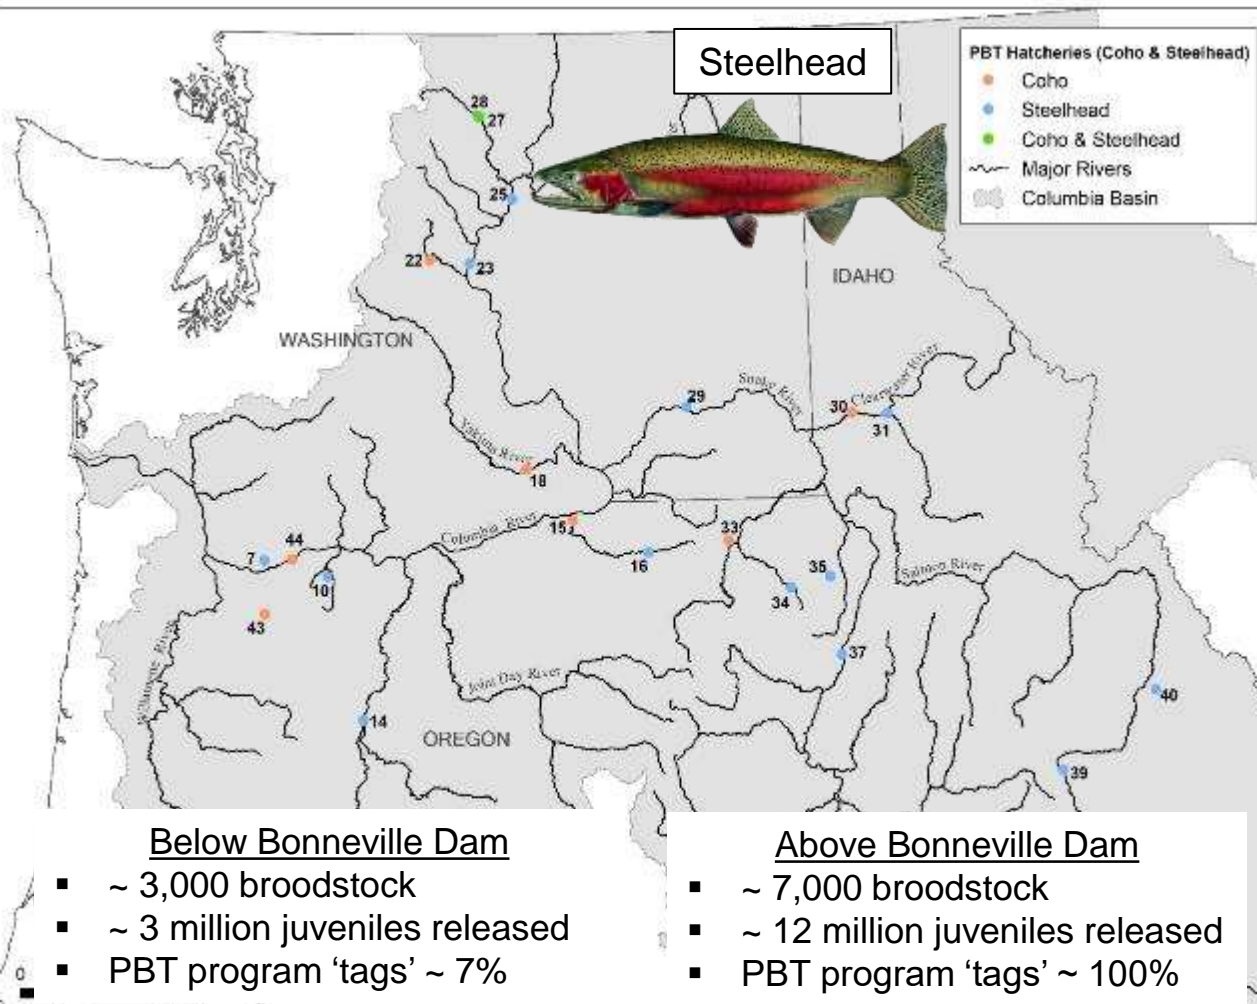 Steelhead
PBT Hatcheries (Coho & Steelhead)
Coho
Steelhead
Coho & Steelhead
Major Rivers
Columbia Basin
28
27
25
22
23
IDAHO
WASHINGTON
29
Snake River
Clearwater River
30
31
Yakima River
18
Columbia River
15
33
7
44
10
16
35
34
Salmon River
43
Willamette River
37
John Day River
40
14
OREGON
39
Below Bonneville Dam
▪ ~ 3,000 broodstock
▪ ~ 3 million juveniles released
▪ PBT program ‘tags’ ~ 7%
Above Bonneville Dam
▪ ~ 7,000 broodstock
▪ ~ 12 million juveniles released
▪ PBT program ‘tags’ ~ 100%
0